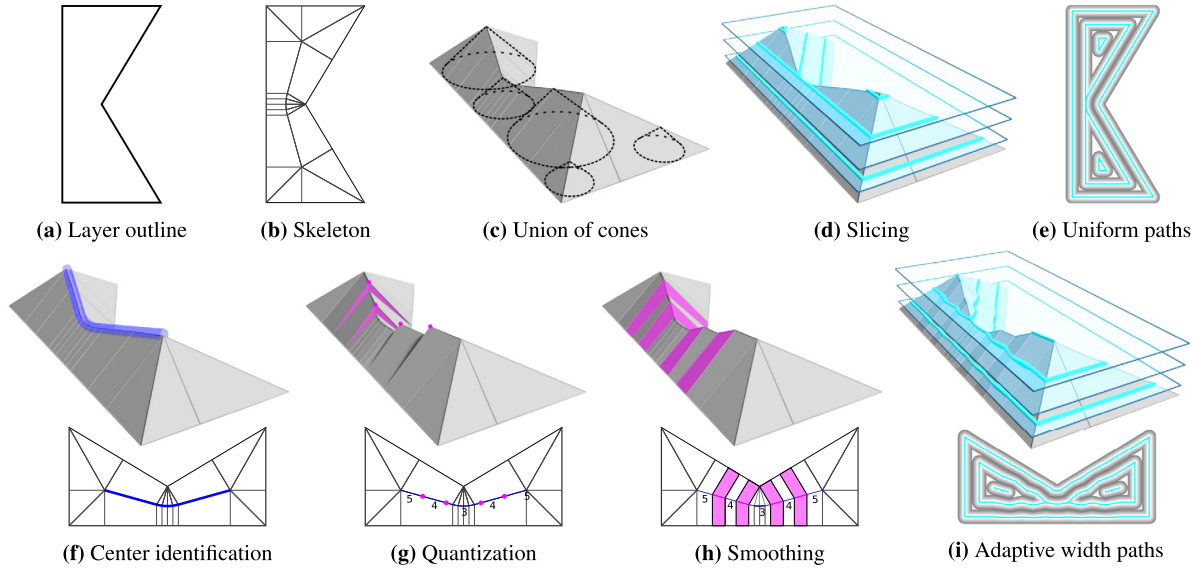 (a) Layer outline
(b) Skeleton
(c) Union of cones
(d) Slicing
(e) Uniform paths
5 4 3 4 5
5 4 3 4 5
(f) Center identification
(g) Quantization
(h) Smoothing
(i) Adaptive width paths